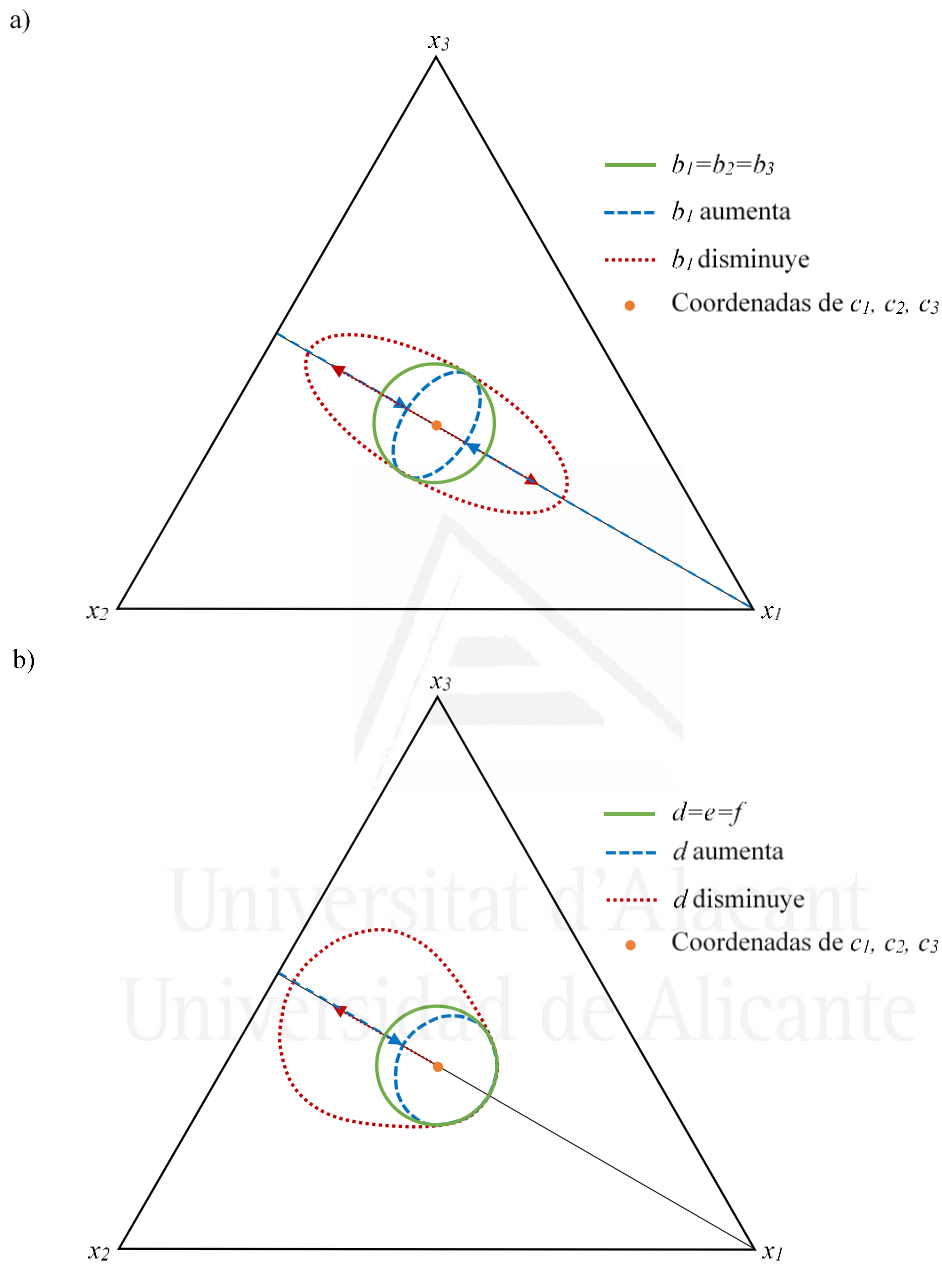 a)
x3
b1=b2=b3
b1 aumenta
b1 disminuye
Coordenadas de c1, c2, c3
x2
x1
b)
x3
d=e=f
d aumenta
d disminuye
Coordenadas de c1, c2, c3
Universitat d'Alacant
Universidad de Alicante
x2
x1